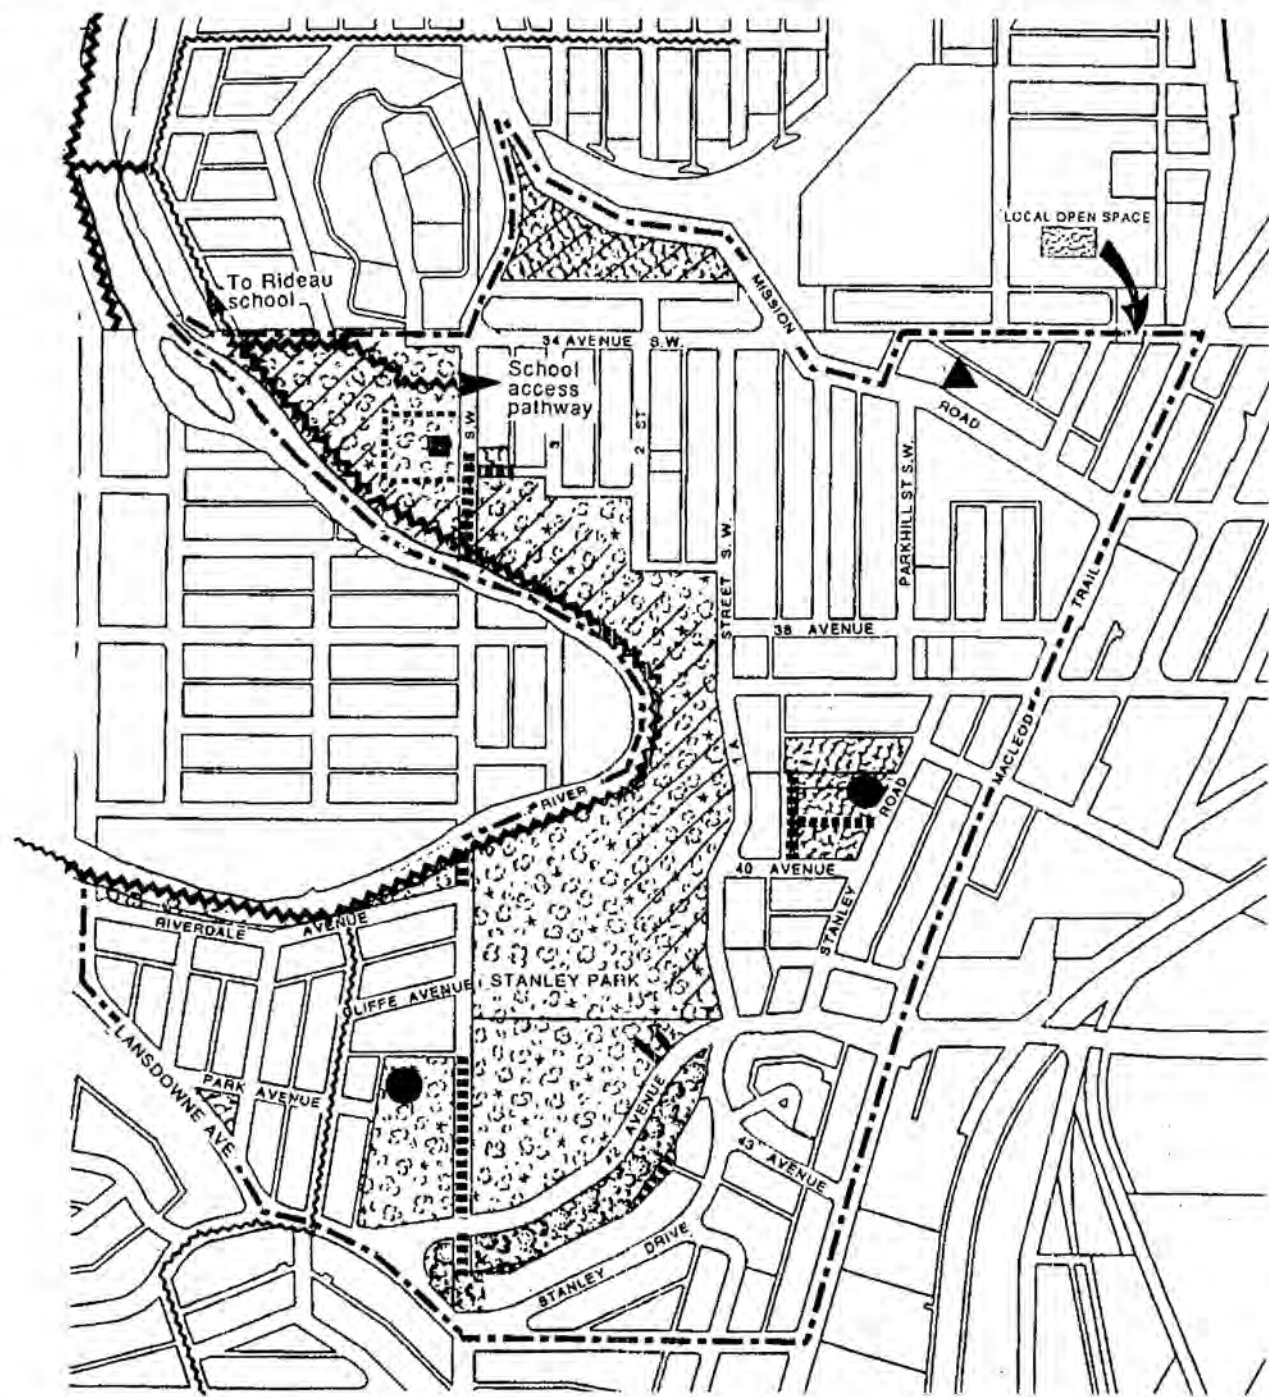 LOCAL OPEN SPACE
MISSION
To Rideau
school
34 AVENUE S.W.
School
access
pathway
S.W.
3
2 ST
ROAD
PARKHILL ST S.W.
STREET S.W.
TRAIL
38 AVENUE
1 A
MACLEOD
ROAD
RIVER
40 AVENUE
STANLEY
RIVERDALE AVENUE
STANLEY PARK
CLIFFE AVENUE
LANSDOWNE AVE
PARK AVENUE
42 AVENUE
43 AVENUE
STANLEY DRIVE